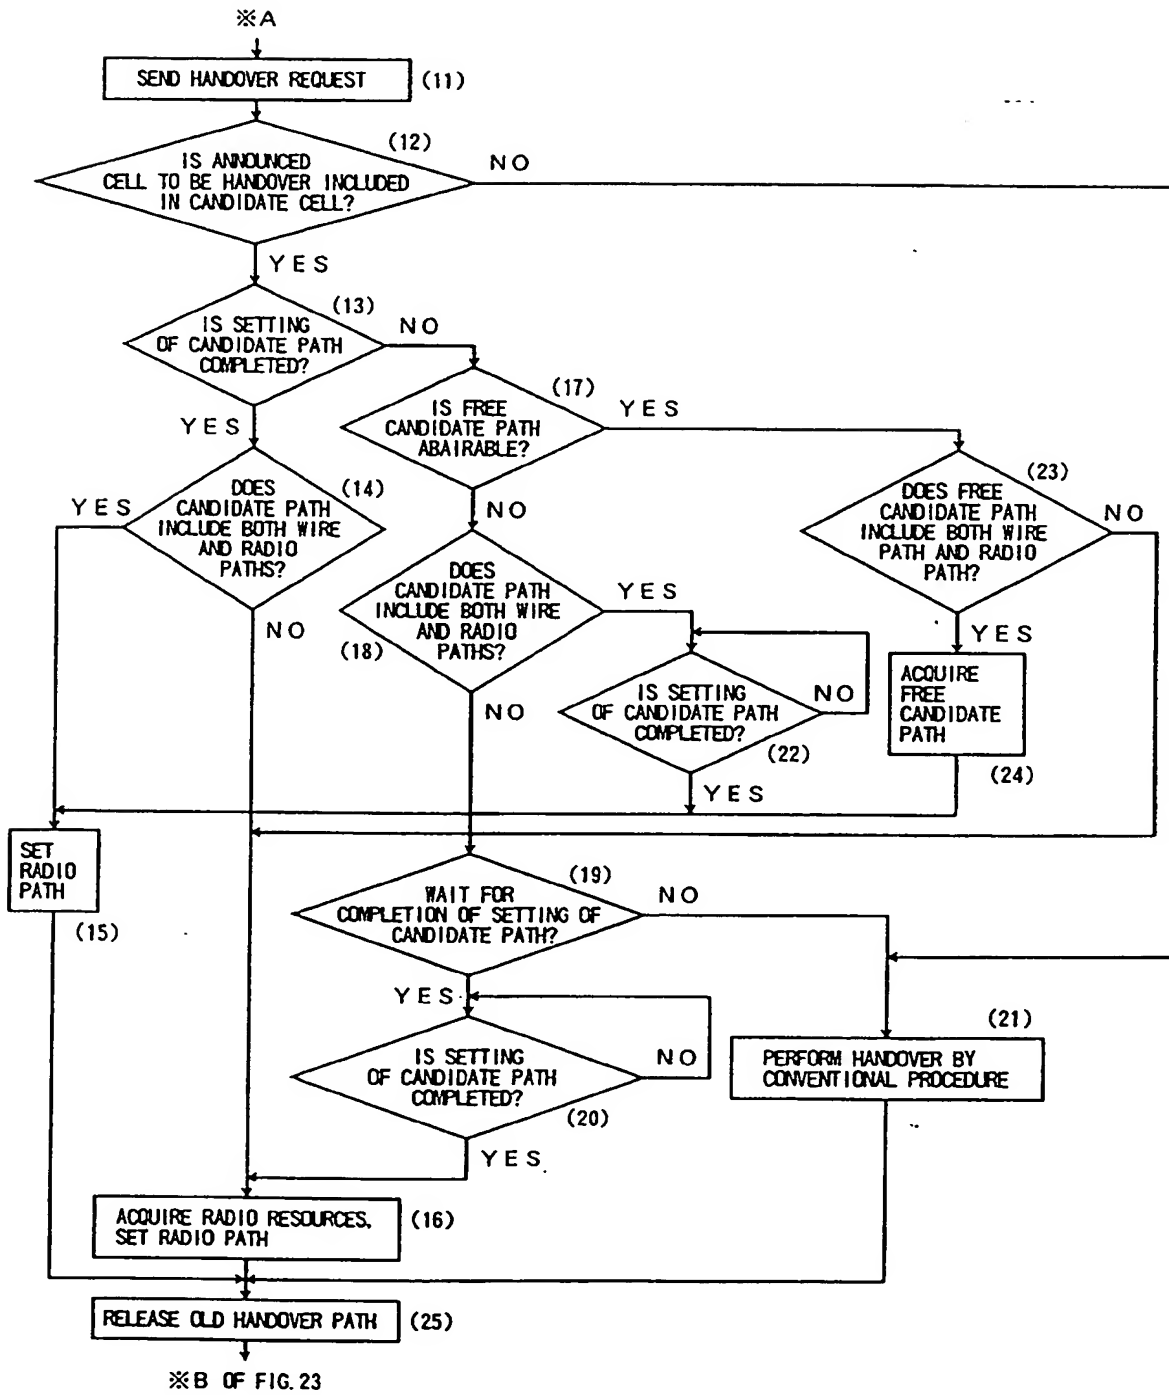 ※A
SEND HANDOVER REQUEST
(11)
(12)
IS ANNOUNCED
CELL TO BE HANDOVER INCLUDED
IN CANDIDATE CELL?
NO
YES
(13)
IS SETTING
OF CANDIDATE PATH
COMPLETED?
NO
YES
(17)
IS FREE
CANDIDATE PATH
ABAIRABLE?
YES
NO
(14)
DOES
CANDIDATE PATH
INCLUDE BOTH WIRE
AND RADIO
PATHS?
YES
NO
(23)
DOES FREE
CANDIDATE PATH
INCLUDE BOTH WIRE
PATH AND RADIO
PATH?
NO
YES
DOES
CANDIDATE PATH
INCLUDE BOTH WIRE
AND RADIO
PATHS?
(18)
YES
NO
IS SETTING
OF CANDIDATE PATH
COMPLETED?
NO
(22)
YES
ACQUIRE
FREE
CANDIDATE
PATH
(24)
SET
RADIO
PATH
(15)
(19)
WAIT FOR
COMPLETION OF SETTING OF
CANDIDATE PATH?
NO
YES
IS SETTING
OF CANDIDATE PATH
COMPLETED?
NO
(20)
YES
(21)
PERFORM HANDOVER BY
CONVENTIONAL PROCEDURE
ACQUIRE RADIO RESOURCES,
SET RADIO PATH
(16)
RELEASE OLD HANDOVER PATH
(25)
※B OF FIG. 23